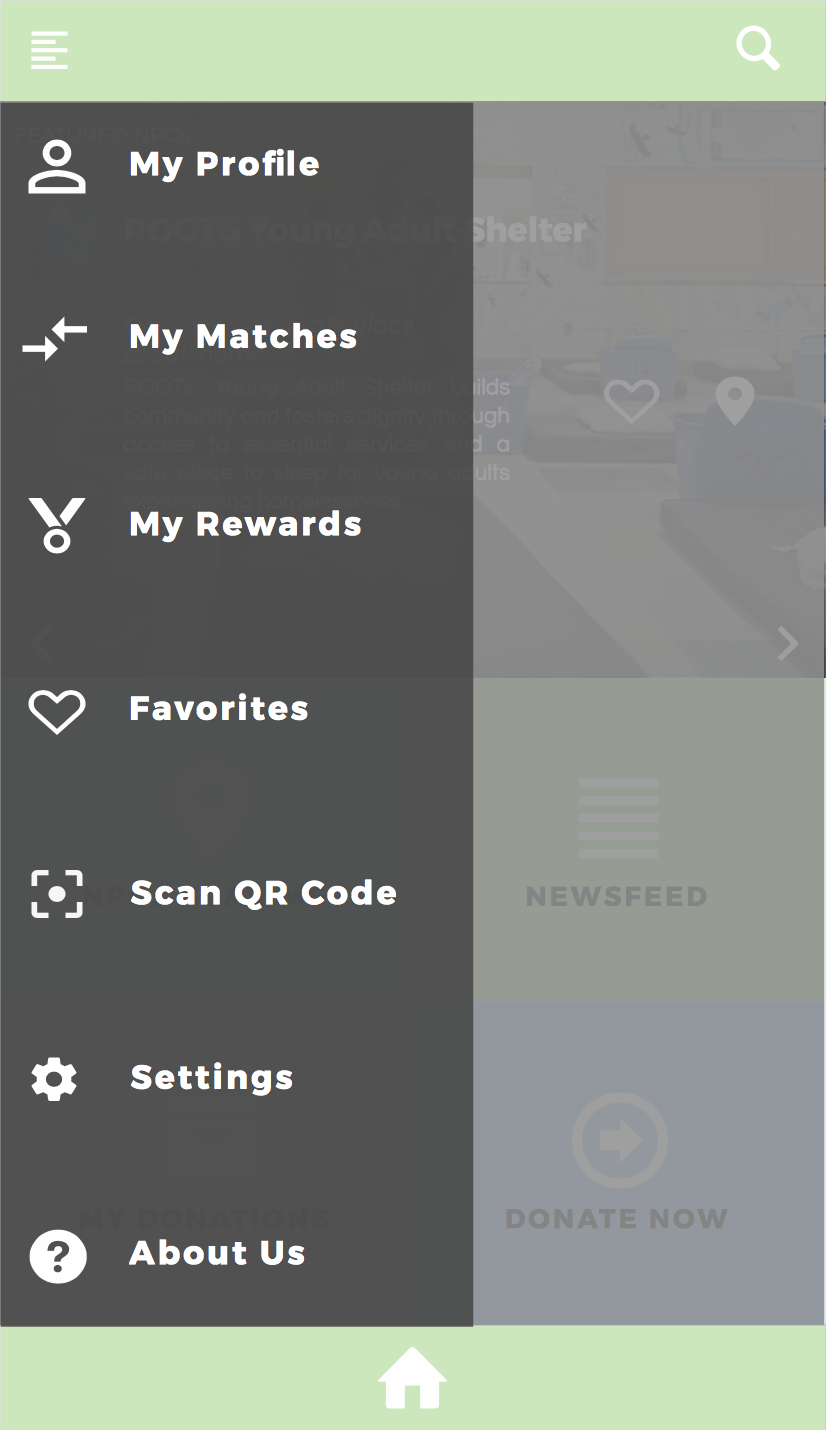 FEATURED NPOs
My Profile
ROOTS Young Adult Shelter
My Matches
place
ROOTS Young Adult Shelter builds
community and fosters dignity through
access to essential services and a
safe place to sleep for young adults
experiencing homelessness.
My Rewards
Favorites
Scan QR Code
NEWSFEED
Settings
MY DONATIONS
DONATE NOW
About Us
?